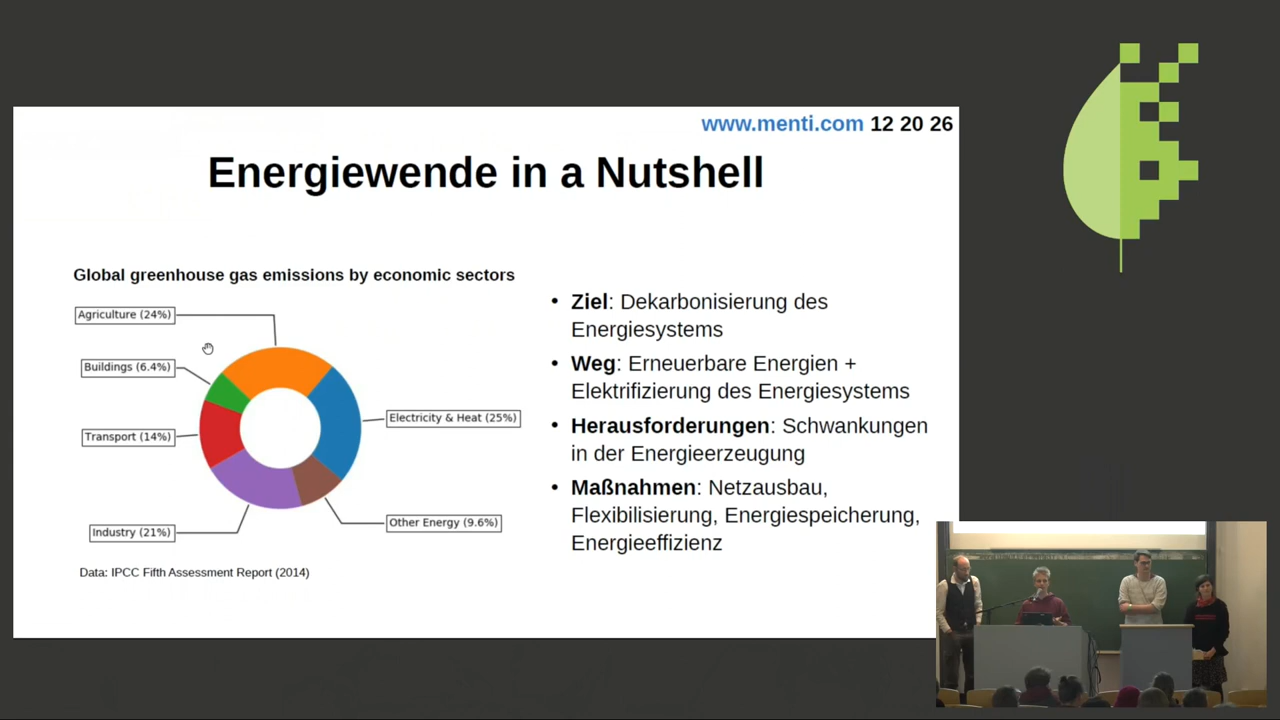 www.menti.com 12 20 26
Energiewende in a Nutshell
Global greenhouse gas emissions by economic sectors
Agriculture (24%)
Buildings (6.4%)
Transport (14%)
Industry (21%)
Electricity & Heat (25%)
Other Energy (9.6%)
Data: IPCC Fifth Assessment Report (2014)
• Ziel: Dekarbonisierung des
Energiesystems
• Weg: Erneuerbare Energien +
Elektrifizierung des Energiesystems
• Herausforderungen: Schwankungen
in der Energieerzeugung
• Maßnahmen: Netzausbau,
Flexibilisierung, Energiespeicherung,
Energieeffizienz